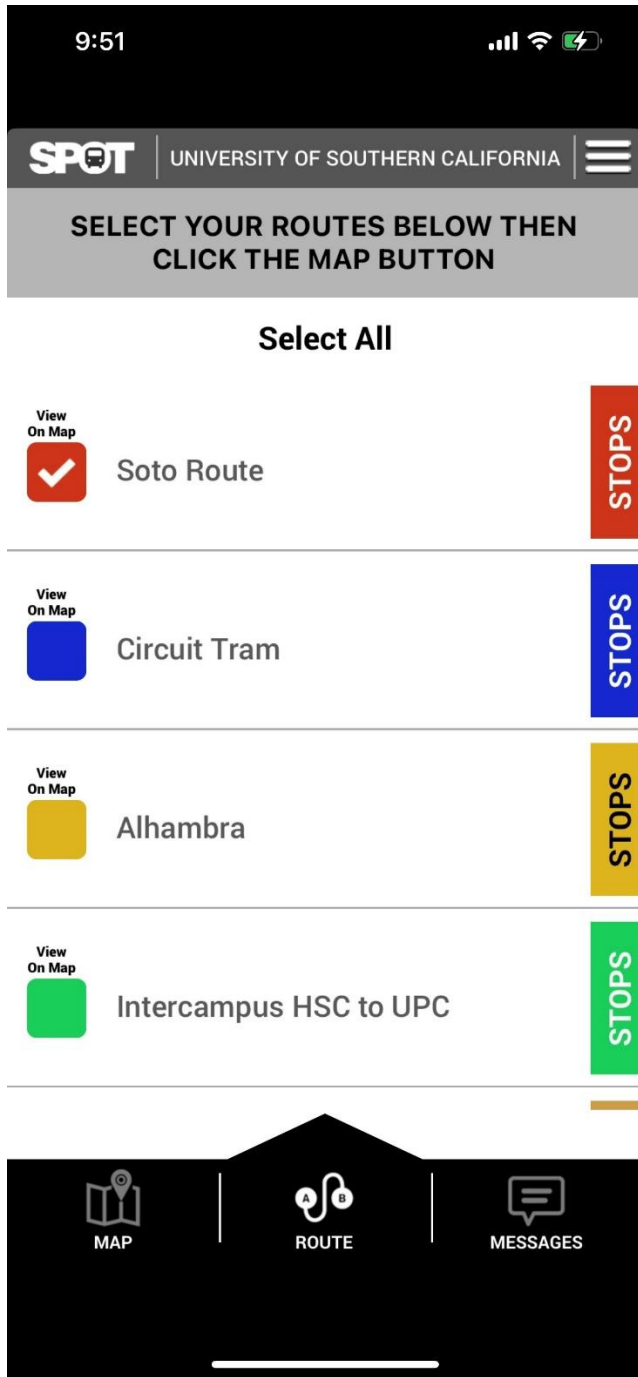 9:51
SPOT
UNIVERSITY OF SOUTHERN CALIFORNIA
SELECT YOUR ROUTES BELOW THEN
CLICK THE MAP BUTTON
Select All
View
On Map
Soto Route
STOPS
View
On Map
Circuit Tram
STOPS
View
On Map
Alhambra
STOPS
View
On Map
Intercampus HSC to UPC
STOPS
A B
MAP
ROUTE
MESSAGES